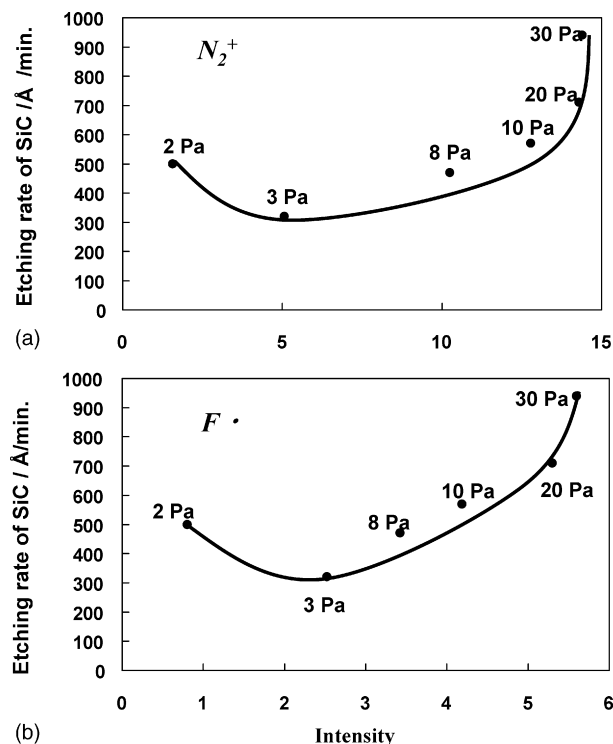 1000
900
800
700
600
500
400
300
200
100
0
Etching rate of SiC /Å /min.
N₂⁺
2 Pa
3 Pa
8 Pa
10 Pa
20 Pa
30 Pa
(a)
0 5 10 15
1000
900
800
700
600
500
400
300
200
100
0
Etching rate of SiC / Å/min.
F ·
2 Pa
3 Pa
8 Pa
10 Pa
20 Pa
30 Pa
0 1 2 3 4 5 6
(b)
Intensity